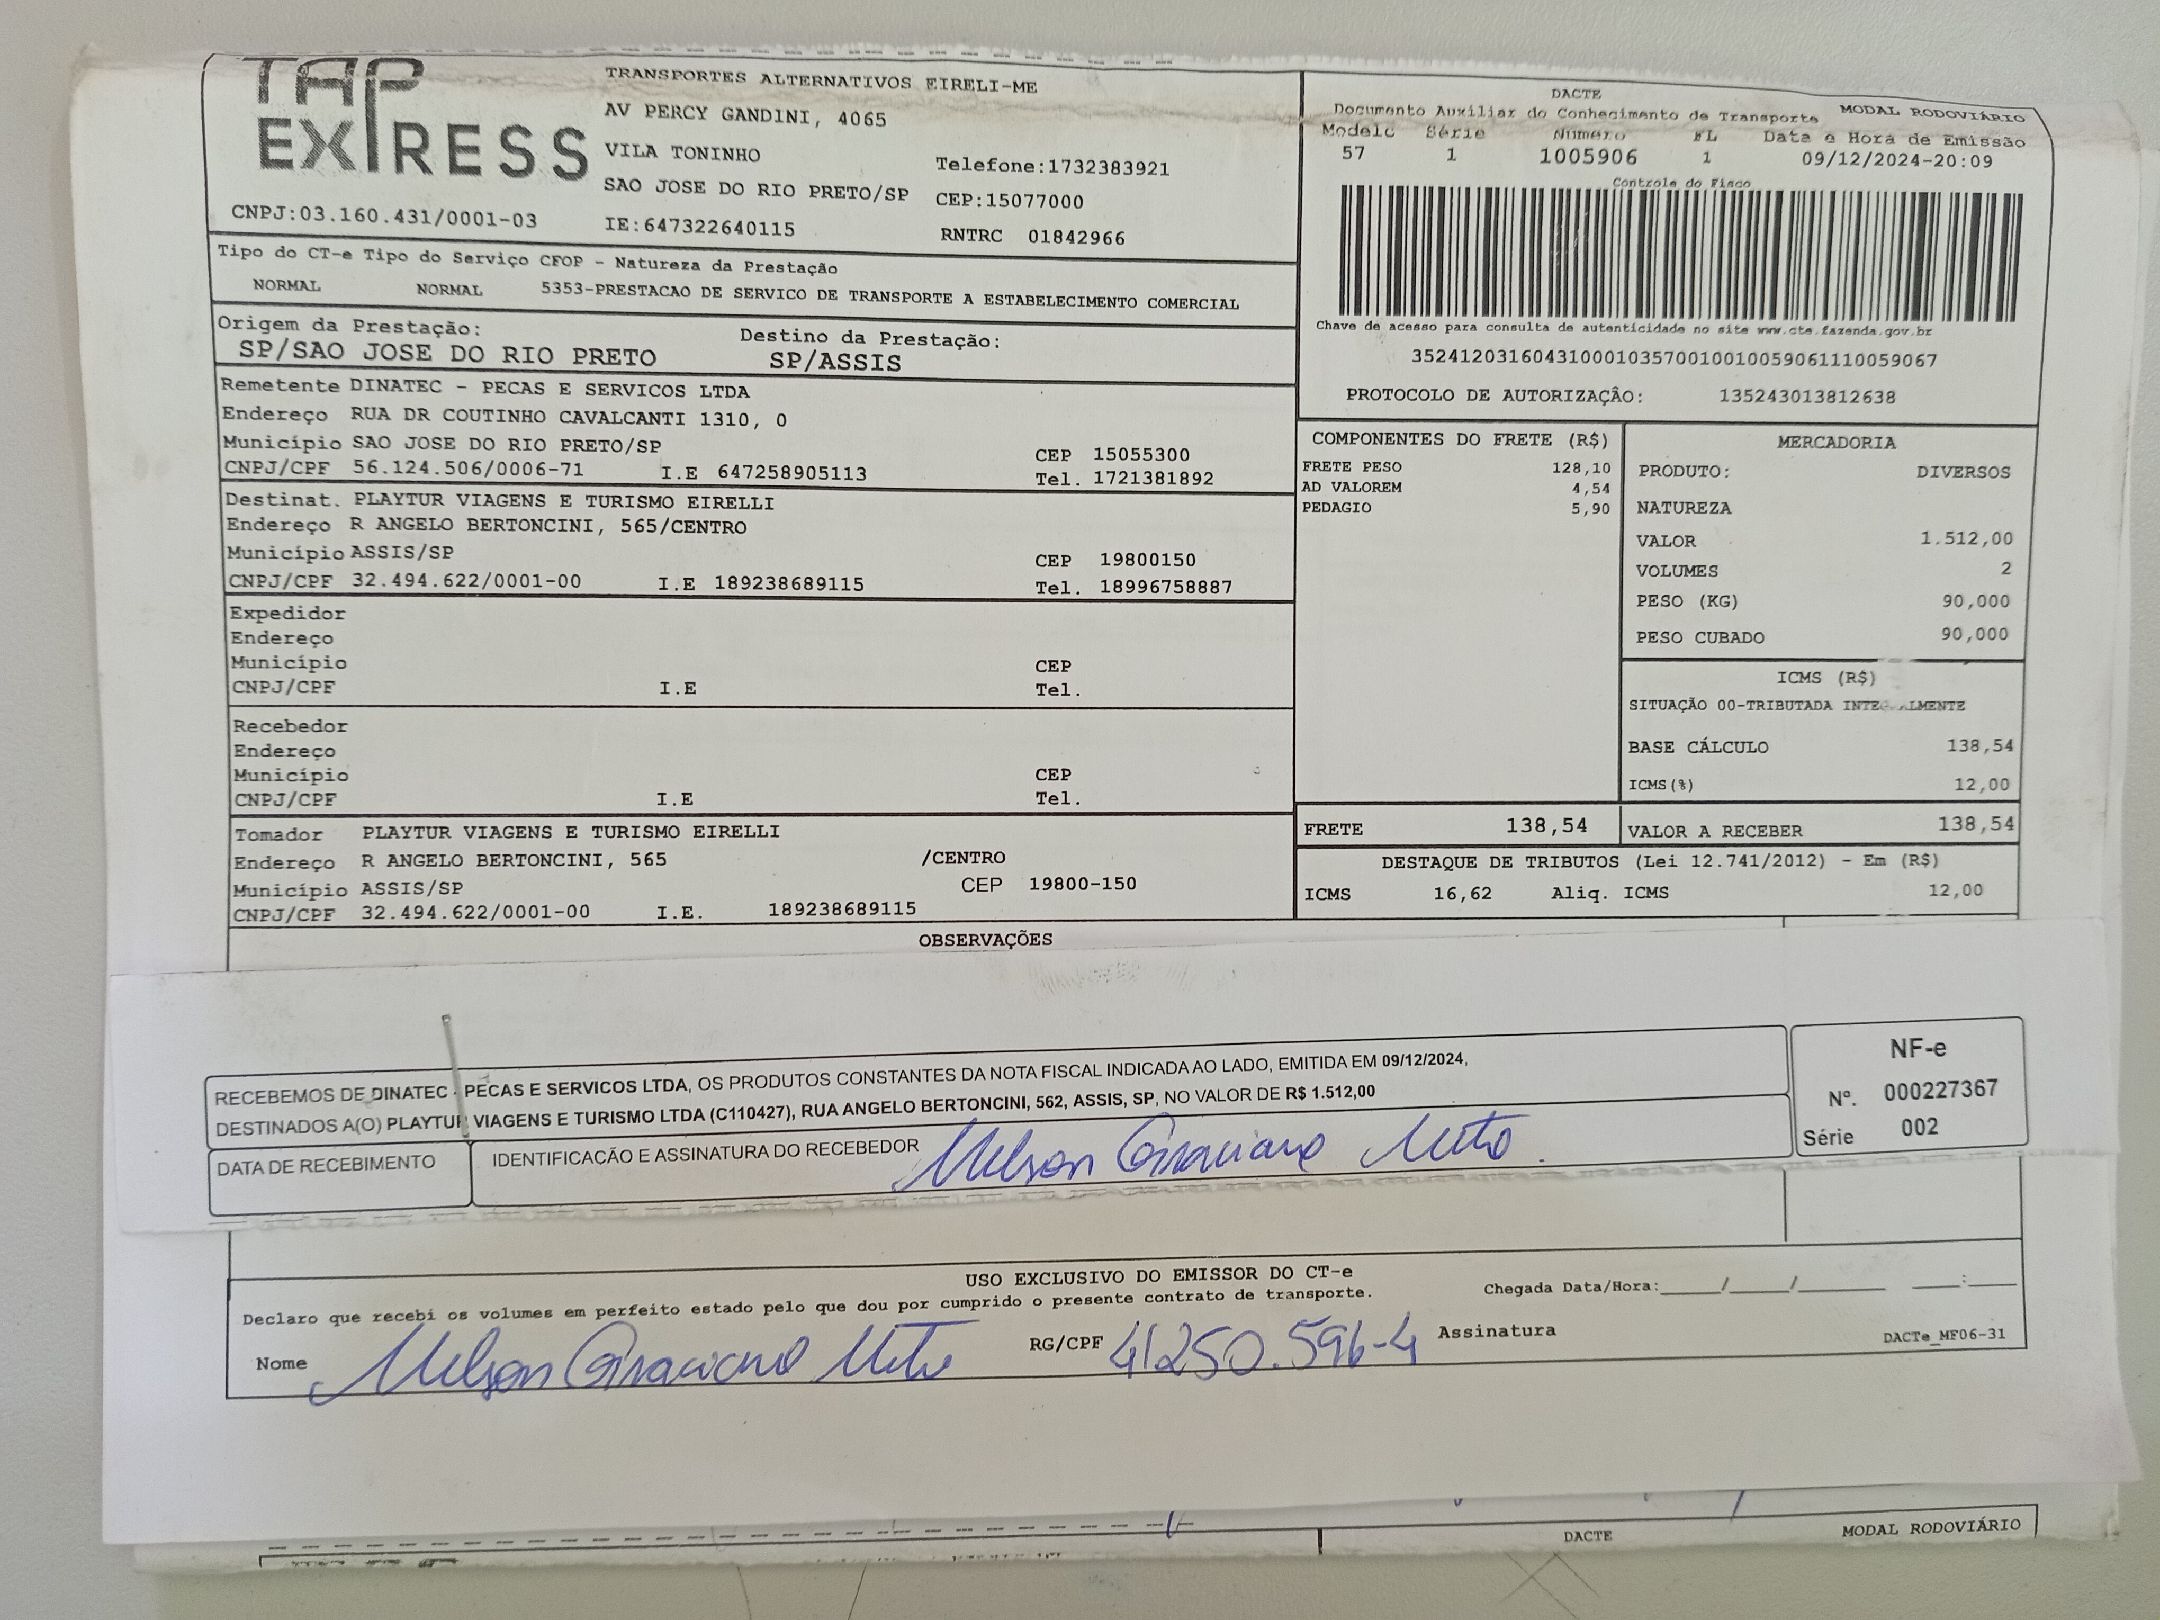 TAP
EXPRESS
TRANSPORTES ALTERNATIVOS EIRELI-ME
AV PERCY GANDINI, 4065
VILA TONINHO
Telefone:1732383921
SAO JOSE DO RIO PRETO/SP
CEP:15077000
CNPJ:03.160.431/0001-03
IE:647322640115
RNTRC 01842966
DACTE
Documento Auxiliar do Conhecimento de Transporte
MODAL RODOVIÁRIO
Modelo Série Número FL Data e Hora de Emissão
57 1 1005906 1 09/12/2024-20:09
Controle do Fisco
Chave de acesso para consulta de autenticidade no site www.cte.fazenda.gov.br
35241203160431000103570010010059061110059067
PROTOCOLO DE AUTORIZAÇÂO: 135243013812638
Tipo do CT-e Tipo do Serviço CFOP - Natureza da Prestação
NORMAL NORMAL 5353-PRESTACAO DE SERVICO DE TRANSPORTE A ESTABELECIMENTO COMERCIAL
Origem da Prestação: Destino da Prestação:
SP/SAO JOSE DO RIO PRETO SP/ASSIS
Remetente DINATEC - PECAS E SERVICOS LTDA
Endereço RUA DR COUTINHO CAVALCANTI 1310, 0
Município SAO JOSE DO RIO PRETO/SP CEP 15055300
CNPJ/CPF 56.124.506/0006-71 I.E 647258905113 Tel. 1721381892
Destinat. PLAYTUR VIAGENS E TURISMO EIRELLI
Endereço R ANGELO BERTONCINI, 565/CENTRO
Município ASSIS/SP CEP 19800150
CNPJ/CPF 32.494.622/0001-00 I.E 189238689115 Tel. 18996758887
Expedidor
Endereço
Município CEP
CNPJ/CPF I.E Tel.
Recebedor
Endereço
Município CEP
CNPJ/CPF I.E Tel.
Tomador PLAYTUR VIAGENS E TURISMO EIRELLI
Endereço R ANGELO BERTONCINI, 565 /CENTRO
Município ASSIS/SP CEP 19800-150
CNPJ/CPF 32.494.622/0001-00 I.E. 189238689115
COMPONENTES DO FRETE (R$)
FRETE PESO 128,10
AD VALOREM 4,54
PEDAGIO 5,90
MERCADORIA
PRODUTO: DIVERSOS
NATUREZA
VALOR 1.512,00
VOLUMES 2
PESO (KG) 90,000
PESO CUBADO 90,000
ICMS (R$)
SITUAÇÃO 00-TRIBUTADA INTEGRALMENTE
BASE CÁLCULO 138,54
ICMS(%) 12,00
FRETE 138,54 VALOR A RECEBER 138,54
DESTAQUE DE TRIBUTOS (Lei 12.741/2012) - Em (R$)
ICMS 16,62 Aliq. ICMS 12,00
OBSERVAÇÕES
RECEBEMOS DE DINATEC - PECAS E SERVICOS LTDA, OS PRODUTOS CONSTANTES DA NOTA FISCAL INDICADA AO LADO, EMITIDA EM 09/12/2024,
DESTINADOS A(O) PLAYTUR VIAGENS E TURISMO LTDA (C110427), RUA ANGELO BERTONCINI, 562, ASSIS, SP, NO VALOR DE R$ 1.512,00
DATA DE RECEBIMENTO IDENTIFICAÇÃO E ASSINATURA DO RECEBEDOR Nelson Graciano Neto.
NF-e
Nº. 000227367
Série 002
USO EXCLUSIVO DO EMISSOR DO CT-e
Declaro que recebi os volumes em perfeito estado pelo que dou por cumprido o presente contrato de transporte.
Chegada Data/Hora:____/____/______ ___:___
Nome Nelson Graciano Neto RG/CPF 41250.596-4 Assinatura
DACTe_MF06-31
DACTE MODAL RODOVIÁRIO